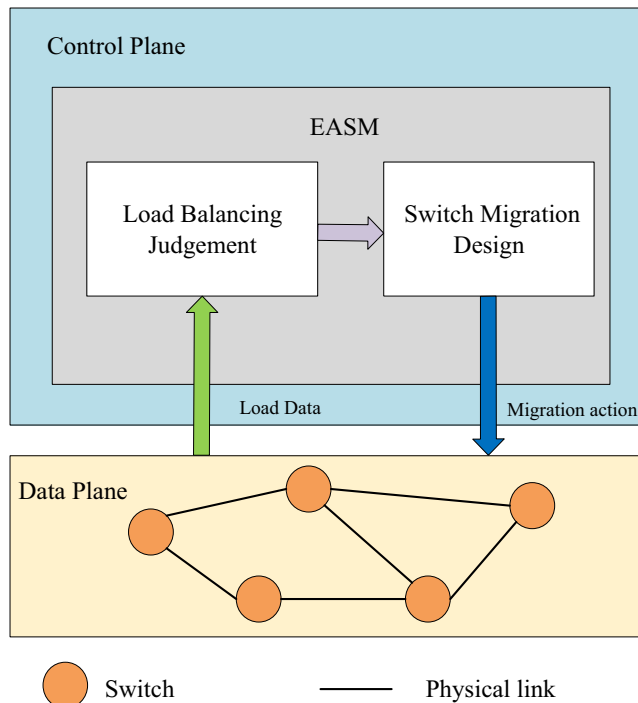 Control Plane
EASM
Load Balancing
Judgement
Switch Migration
Design
Load Data
Migration action
Data Plane
Switch
Physical link